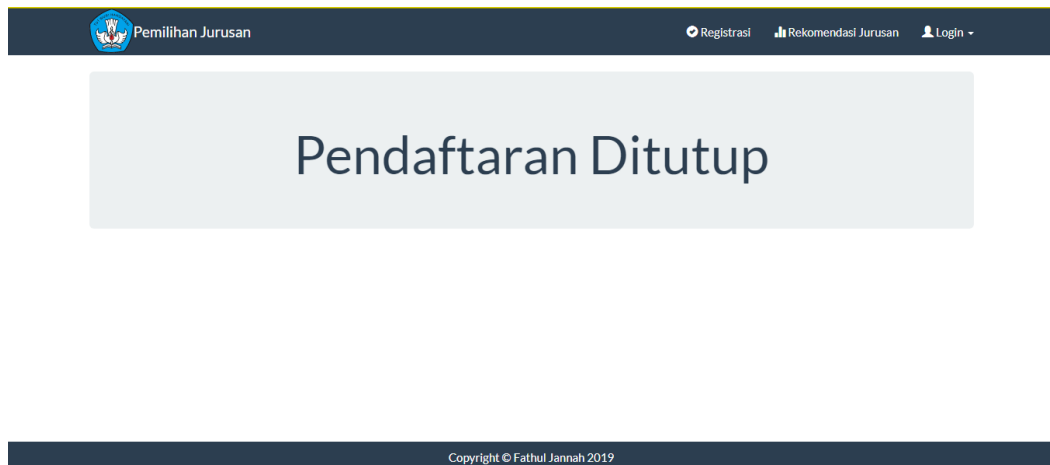 Pemilihan Jurusan
Registrasi Rekomendasi Jurusan Login
Pendaftaran Ditutup
Copyright © Fathul Jannah 2019